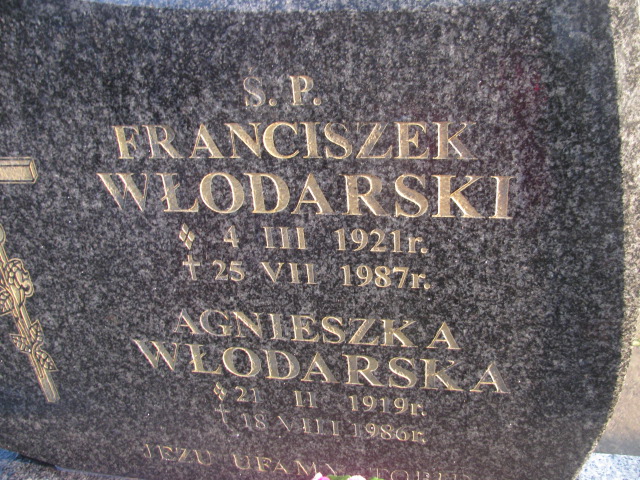 S. P.
FRANCISZEK
WŁODARSKI
4 III 1921r.
† 25 VII 1987r.
AGNIESZKA
WŁODARSKA
21 II 1919r.
† 18 VIII 1986r.
JEZU UFAMY TOBIE